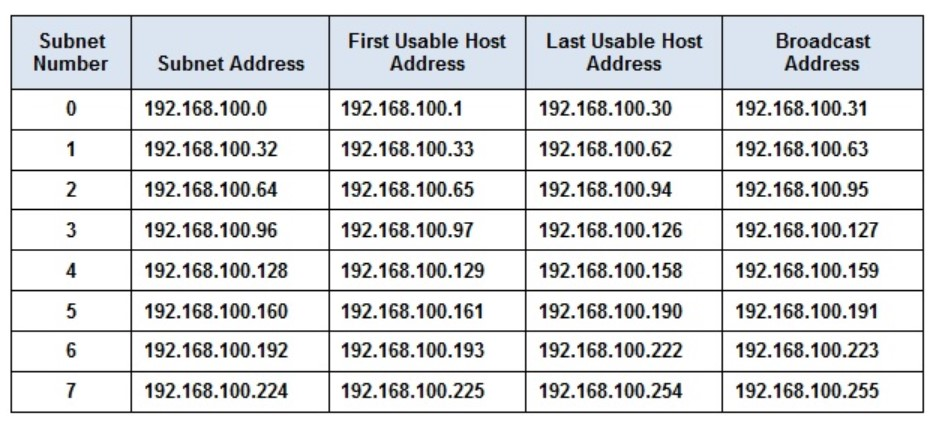 Subnet Number Subnet Address First Usable Host Address Last Usable Host Address Broadcast Address
0 192.168.100.0 192.168.100.1 192.168.100.30 192.168.100.31
1 192.168.100.32 192.168.100.33 192.168.100.62 192.168.100.63
2 192.168.100.64 192.168.100.65 192.168.100.94 192.168.100.95
3 192.168.100.96 192.168.100.97 192.168.100.126 192.168.100.127
4 192.168.100.128 192.168.100.129 192.168.100.158 192.168.100.159
5 192.168.100.160 192.168.100.161 192.168.100.190 192.168.100.191
6 192.168.100.192 192.168.100.193 192.168.100.222 192.168.100.223
7 192.168.100.224 192.168.100.225 192.168.100.254 192.168.100.255